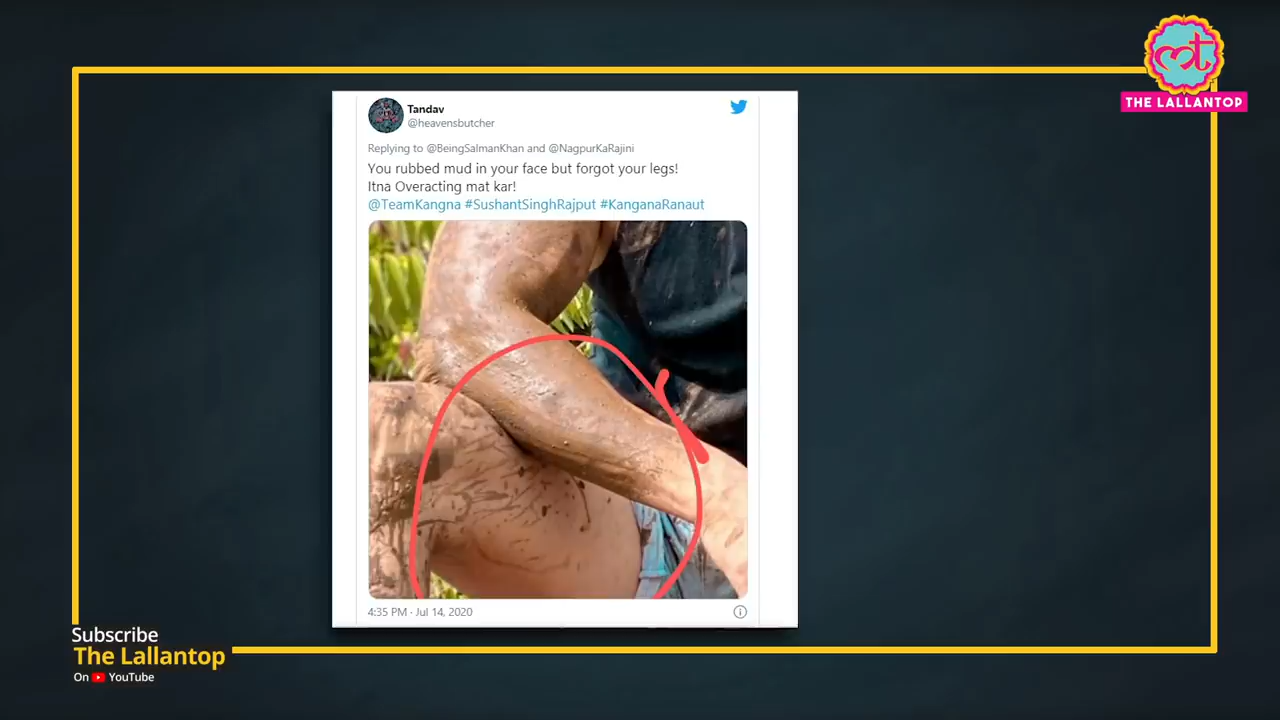 मत
THE LALLANTOP
Tandav
@heavensbutcher
Replying to @BeingSalmanKhan and @NagpurKaRajini
You rubbed mud in your face but forgot your legs!
Itna Overacting mat kar!
@TeamKangna #SushantSinghRajput #KanganaRanaut
4:35 PM · Jul 14, 2020
Subscribe
The Lallantop
On YouTube